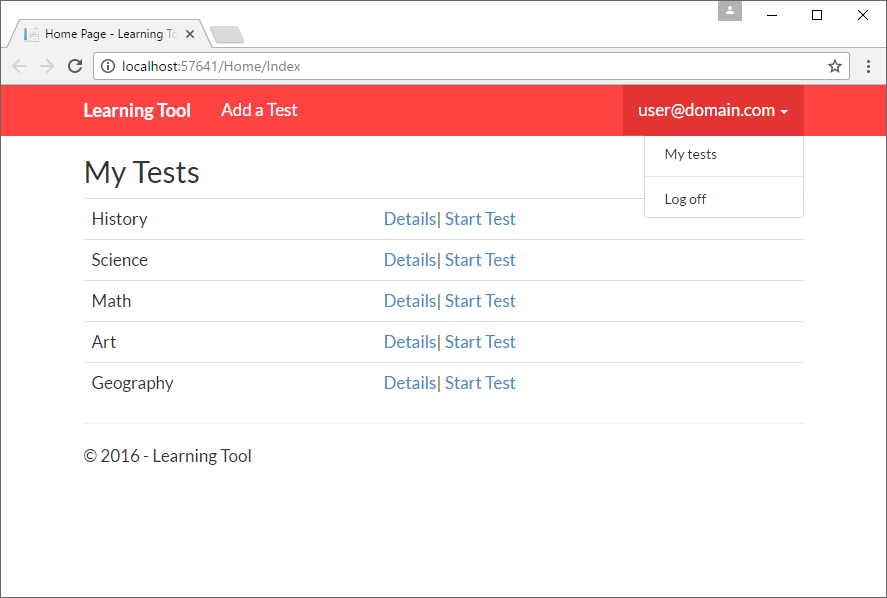 Home Page - Learning To
localhost:57641/Home/Index
Learning Tool Add a Test user@domain.com
My tests
Log off
My Tests
History Details| Start Test
Science Details| Start Test
Math Details| Start Test
Art Details| Start Test
Geography Details| Start Test
© 2016 - Learning Tool